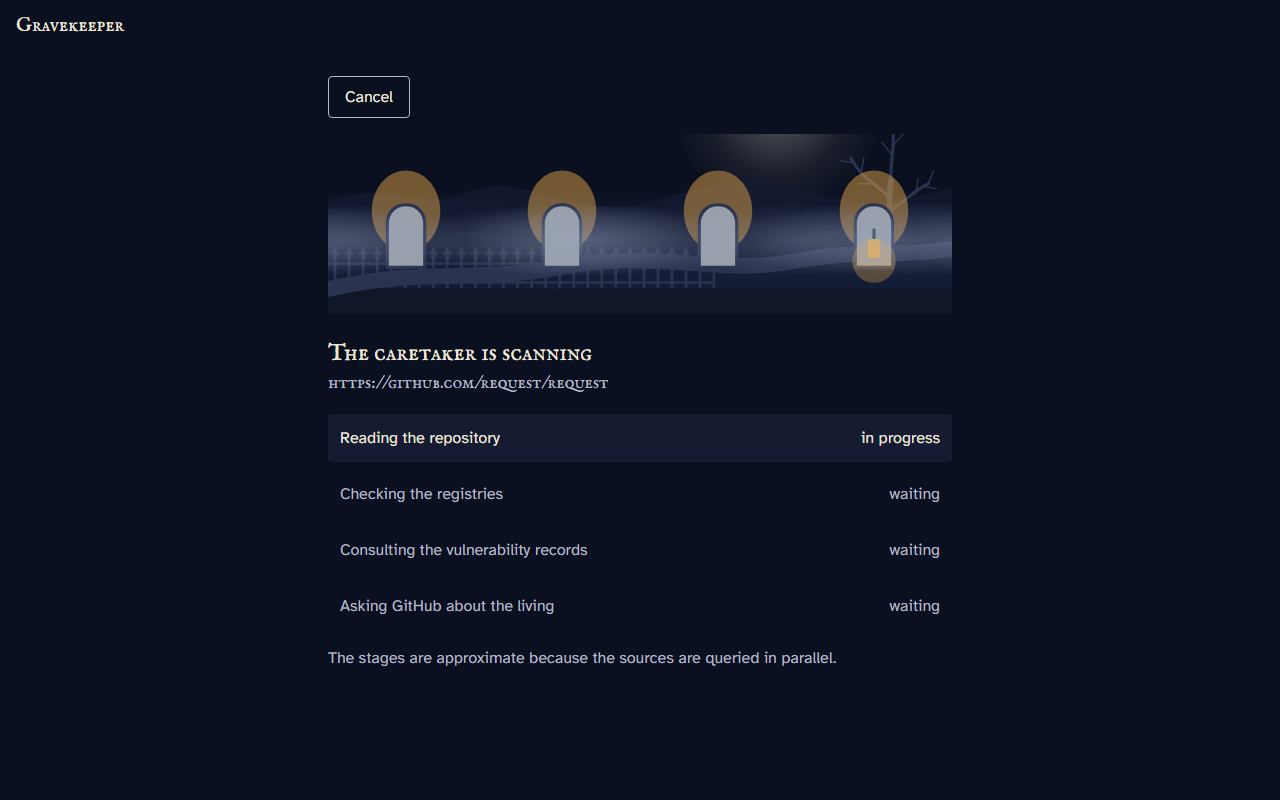 Gravekeeper
Cancel
The caretaker is scanning
https://github.com/request/request
Reading the repository in progress
Checking the registries waiting
Consulting the vulnerability records waiting
Asking GitHub about the living waiting
The stages are approximate because the sources are queried in parallel.